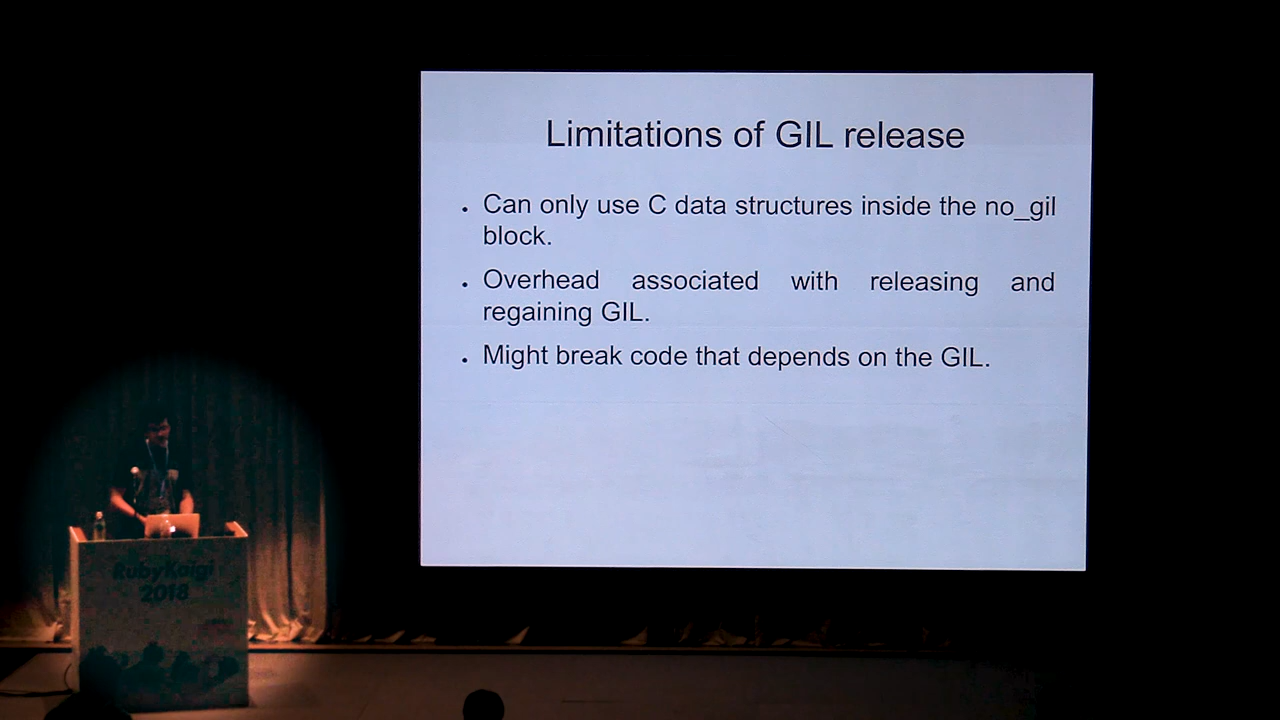 Limitations of GIL release
• Can only use C data structures inside the no_gil
block.
• Overhead associated with releasing and
regaining GIL.
• Might break code that depends on the GIL.
RubyKaigi
2018